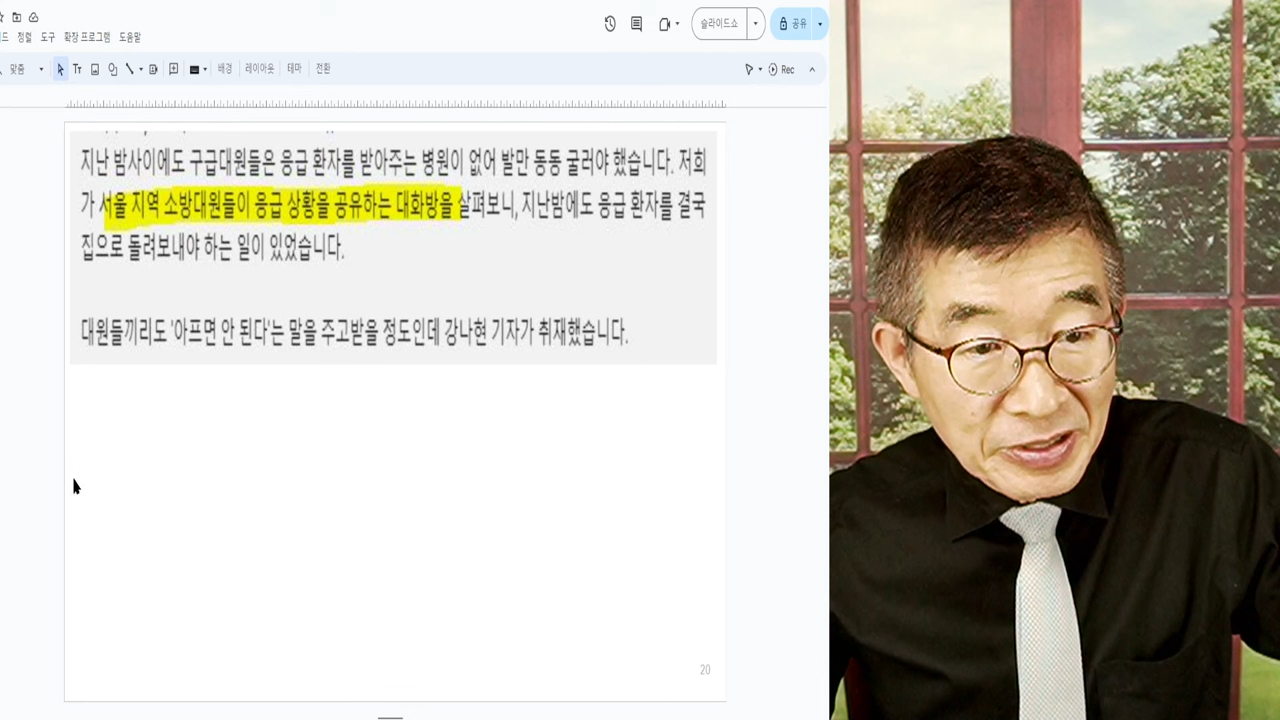 슬라이드쇼
공유
드 정렬 도구 확장 프로그램 도움말
맞춤 Tт 배경 레이아웃 테마 전환 Rec
지난 밤사이에도 구급대원들은 응급 환자를 받아주는 병원이 없어 발만 동동 굴러야 했습니다. 저희
가 서울 지역 소방대원들이 응급 상황을 공유하는 대화방을 살펴보니, 지난밤에도 응급 환자를 결국
집으로 돌려보내야 하는 일이 있었습니다.
대원들끼리도 '아프면 안 된다'는 말을 주고받을 정도인데 강나현 기자가 취재했습니다.
20